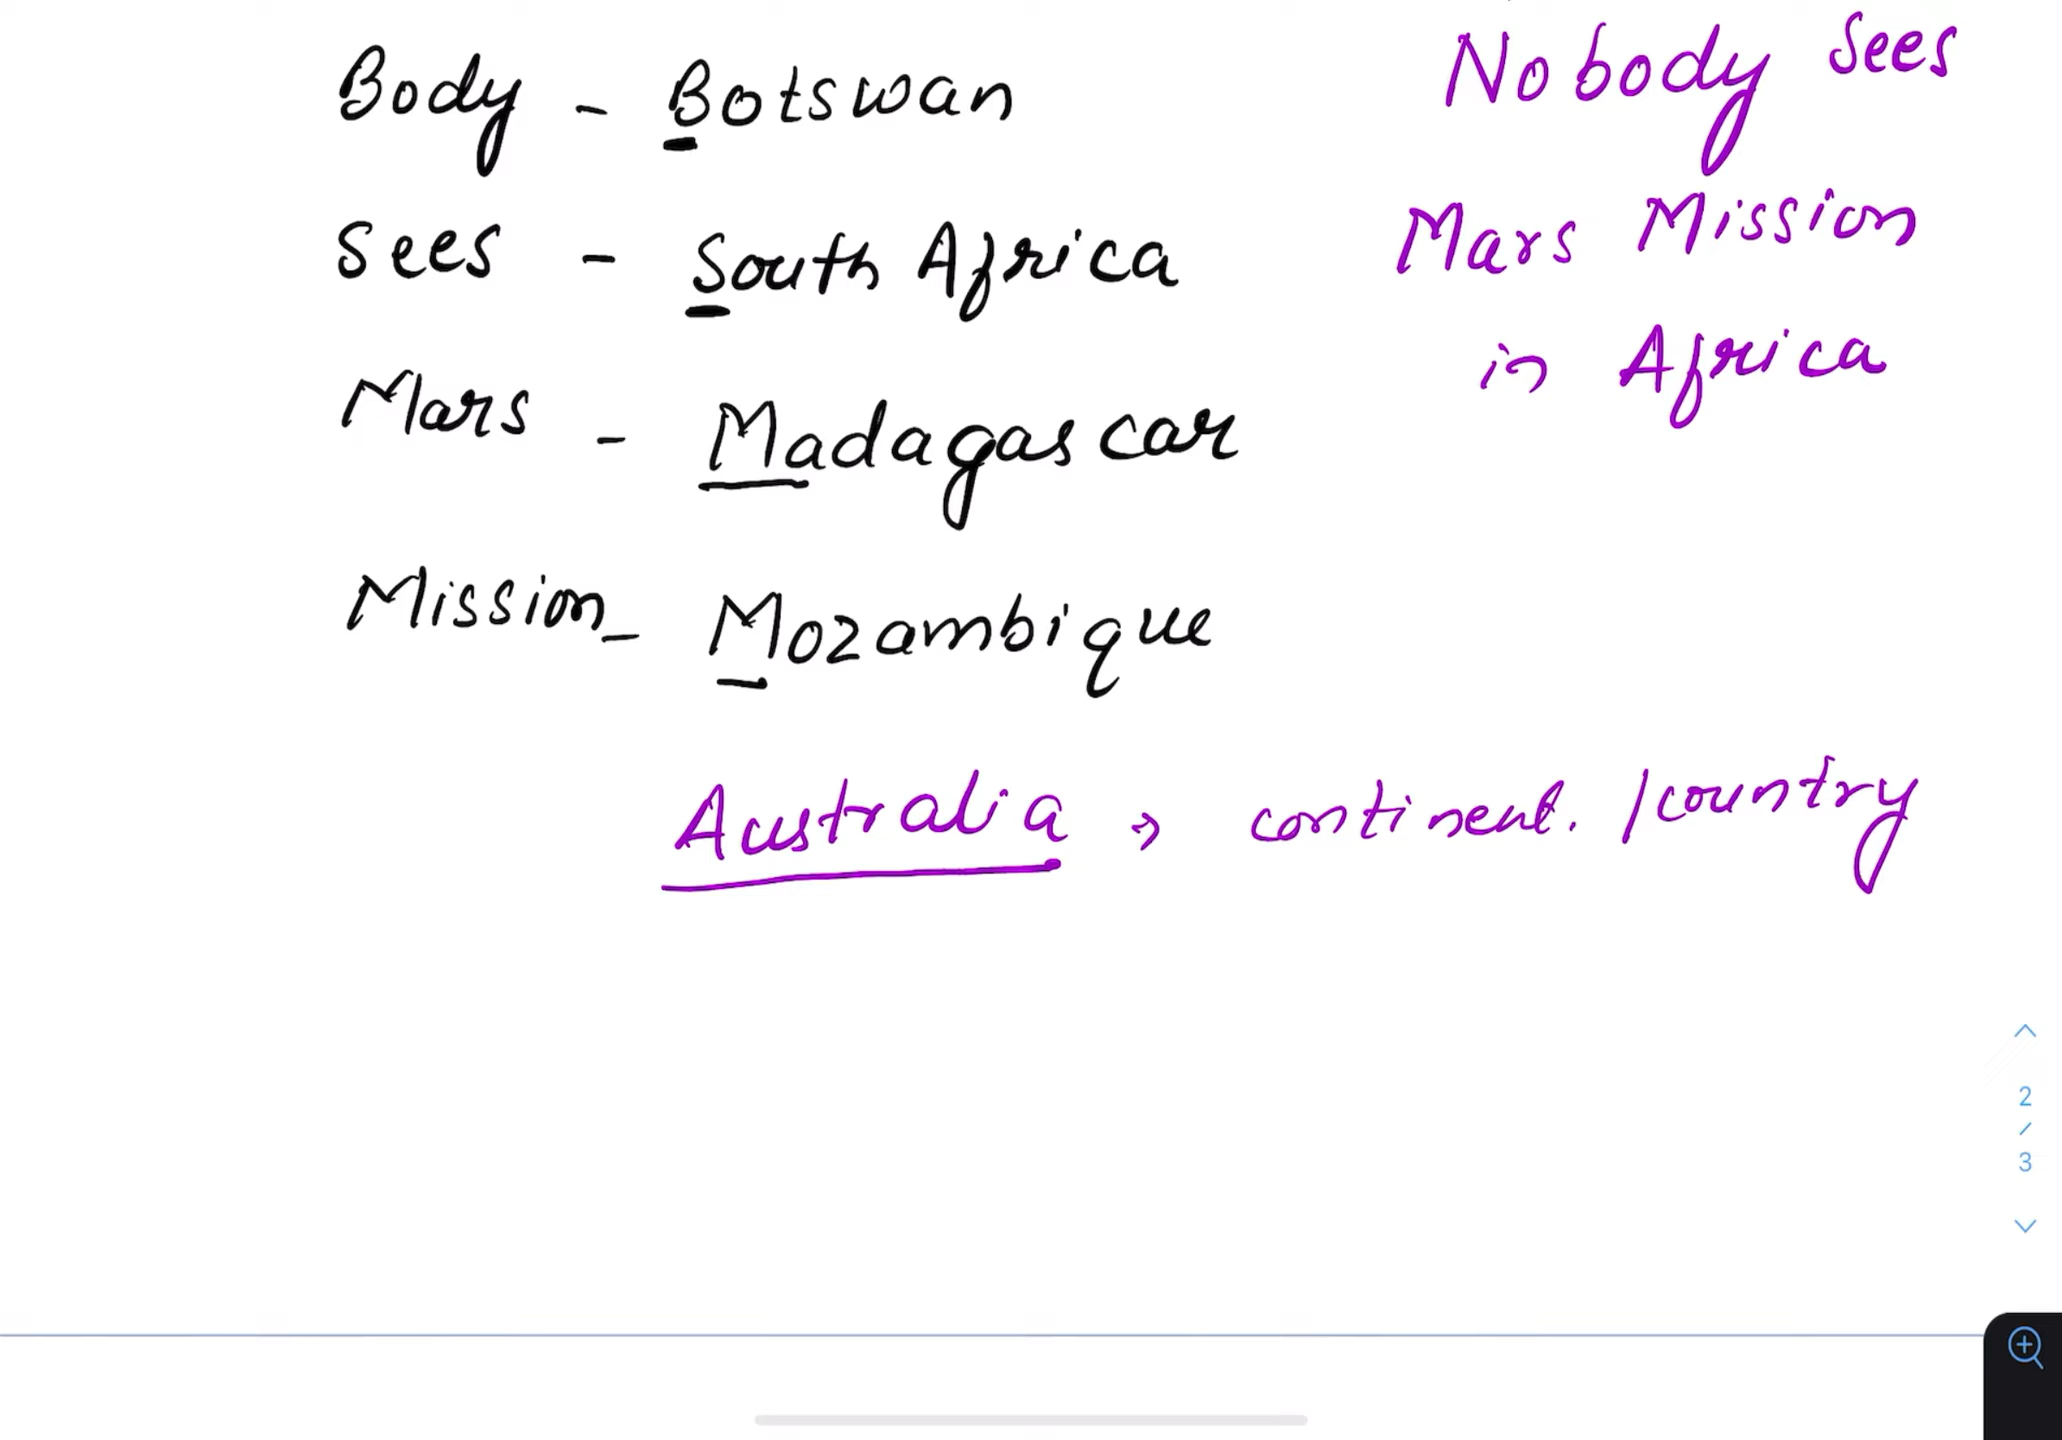 Body - Botswan
Sees - South Africa
Mars - Madagascar
Mission - Mozambique
Nobody Sees
Mars Mission
in Africa
Australia → continent. / country
2
/
3